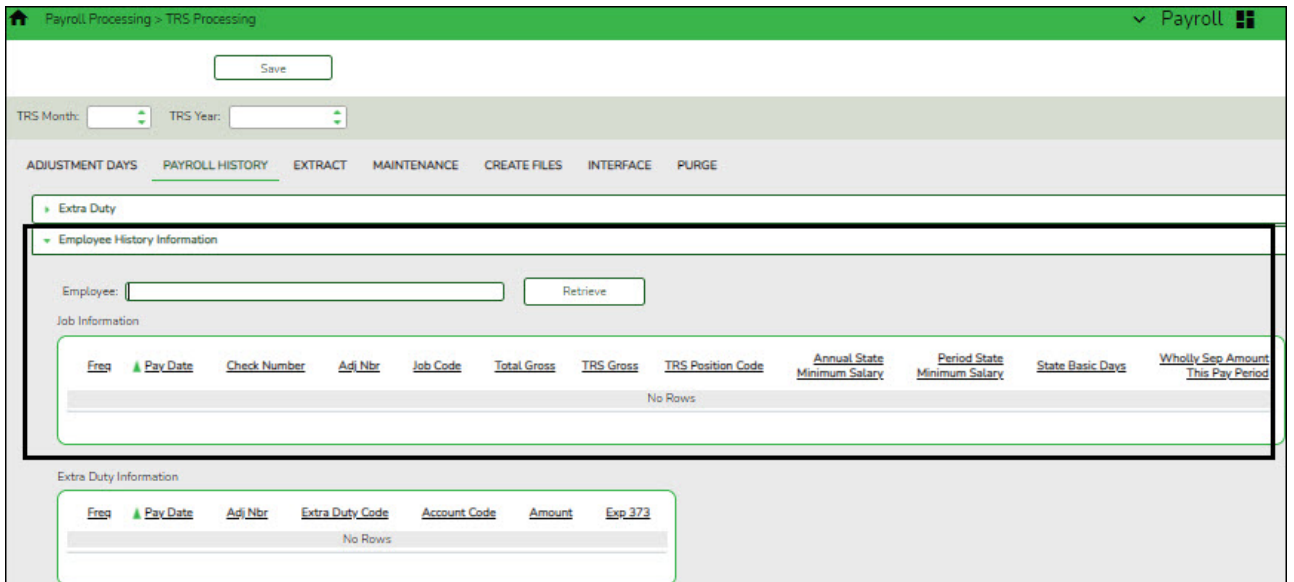 Payroll Processing > TRS Processing
Payroll
Save
TRS Month:
TRS Year:
ADJUSTMENT DAYS PAYROLL HISTORY EXTRACT MAINTENANCE CREATE FILES INTERFACE PURGE
Extra Duty
Employee History Information
Employee:
Retrieve
Job Information
Freq Pay Date Check Number Adj Nbr Job Code Total Gross TRS Gross TRS Position Code Annual State Minimum Salary Period State Minimum Salary State Basic Days Wholly Sep Amount This Pay Period
No Rows
Extra Duty Information
Freq Pay Date Adj Nbr Extra Duty Code Account Code Amount Exp 373
No Rows